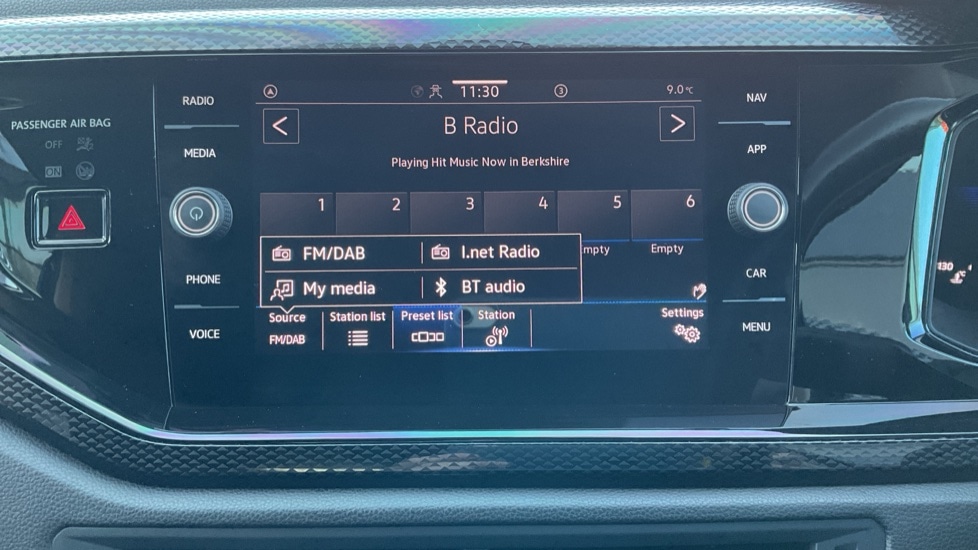 RADIO
MEDIA
PHONE
VOICE
PASSENGER AIR BAG
OFF
ON
11:30
3
9.0°C
B Radio
Playing Hit Music Now in Berkshire
1 2 3 4 5 6
mpty Empty
FM/DAB I.net Radio
My media BT audio
Source Station list Preset list Station Settings
FM/DAB
NAV
APP
CAR
MENU
130
°C